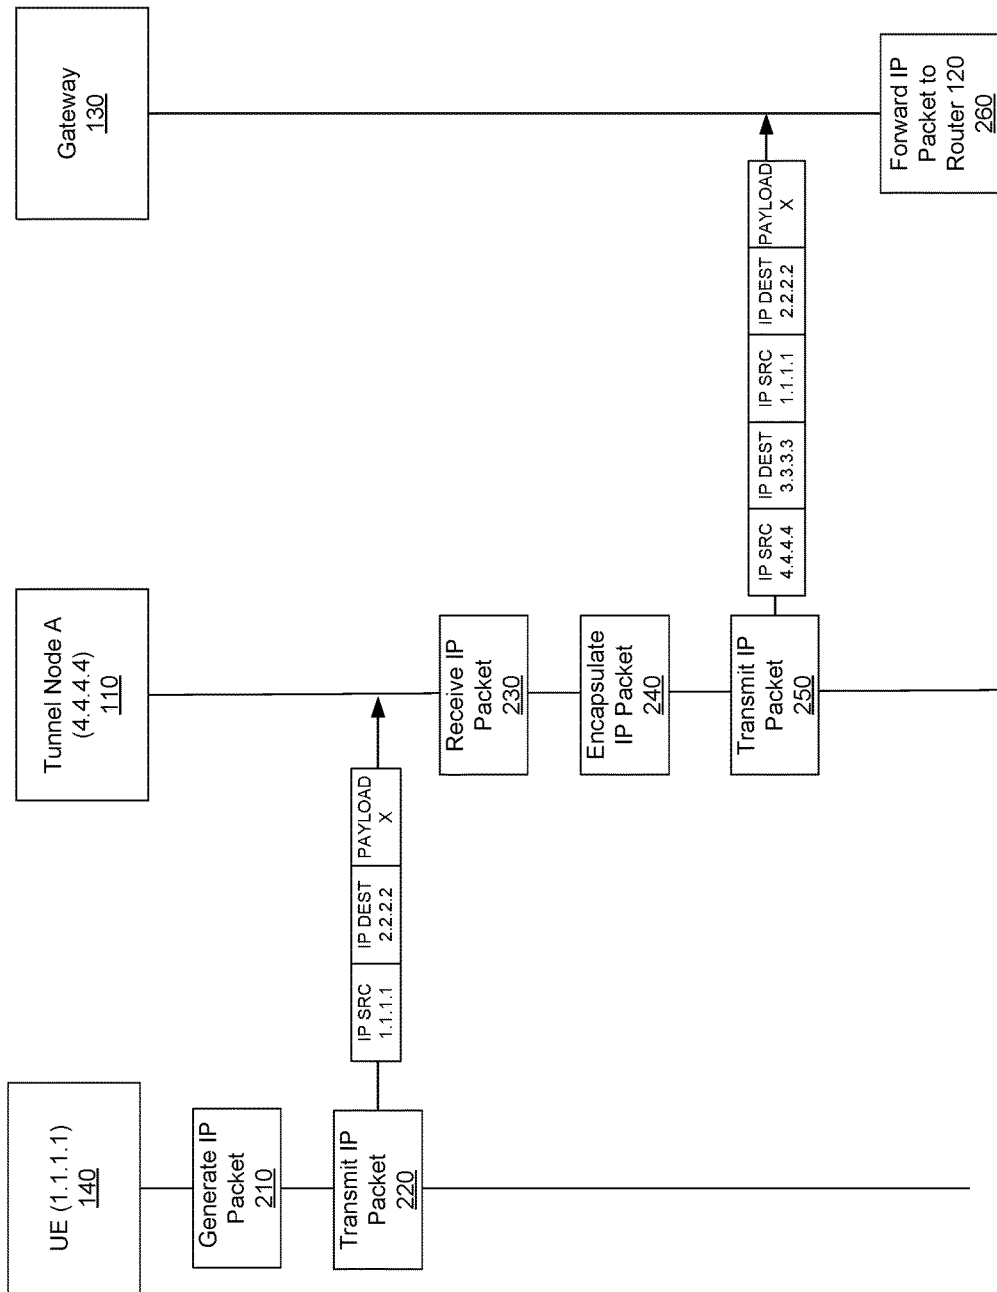 UE (1.1.1.1)
140
Tunnel Node A
(4.4.4.4)
110
Gateway
130
Generate IP
Packet
210
Transmit IP
Packet
220
IP SRC
1.1.1.1
IP DEST
2.2.2.2
PAYLOAD
X
Receive IP
Packet
230
Encapsulate
IP Packet
240
Transmit IP
Packet
250
IP SRC
4.4.4.4
IP DEST
3.3.3.3
IP SRC
1.1.1.1
IP DEST
2.2.2.2
PAYLOAD
X
Forward IP
Packet to
Router 120
260